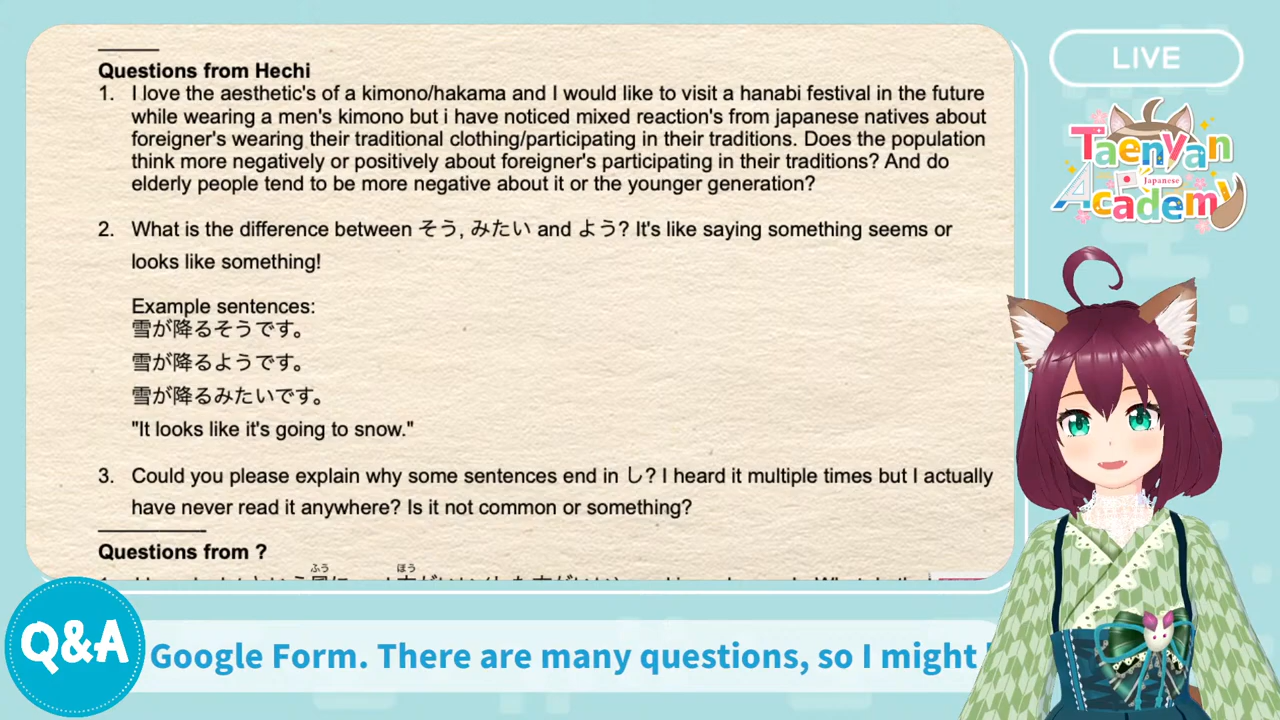 Questions from Hechi
1. I love the aesthetic's of a kimono/hakama and I would like to visit a hanabi festival in the future
while wearing a men's kimono but i have noticed mixed reaction's from japanese natives about
foreigner's wearing their traditional clothing/participating in their traditions. Does the population
think more negatively or positively about foreigner's participating in their traditions? And do
elderly people tend to be more negative about it or the younger generation?
2. What is the difference between そう, みたい and よう? It's like saying something seems or
looks like something!
Example sentences:
雪が降るそうです。
雪が降るようです。
雪が降るみたいです。
"It looks like it's going to snow."
3. Could you please explain why some sentences end in し? I heard it multiple times but I actually
have never read it anywhere? Is it not common or something?
Questions from ?
ふう ほう
LIVE
Taenyan
Japanese
Academy
Q&A
Google Form. There are many questions, so I might